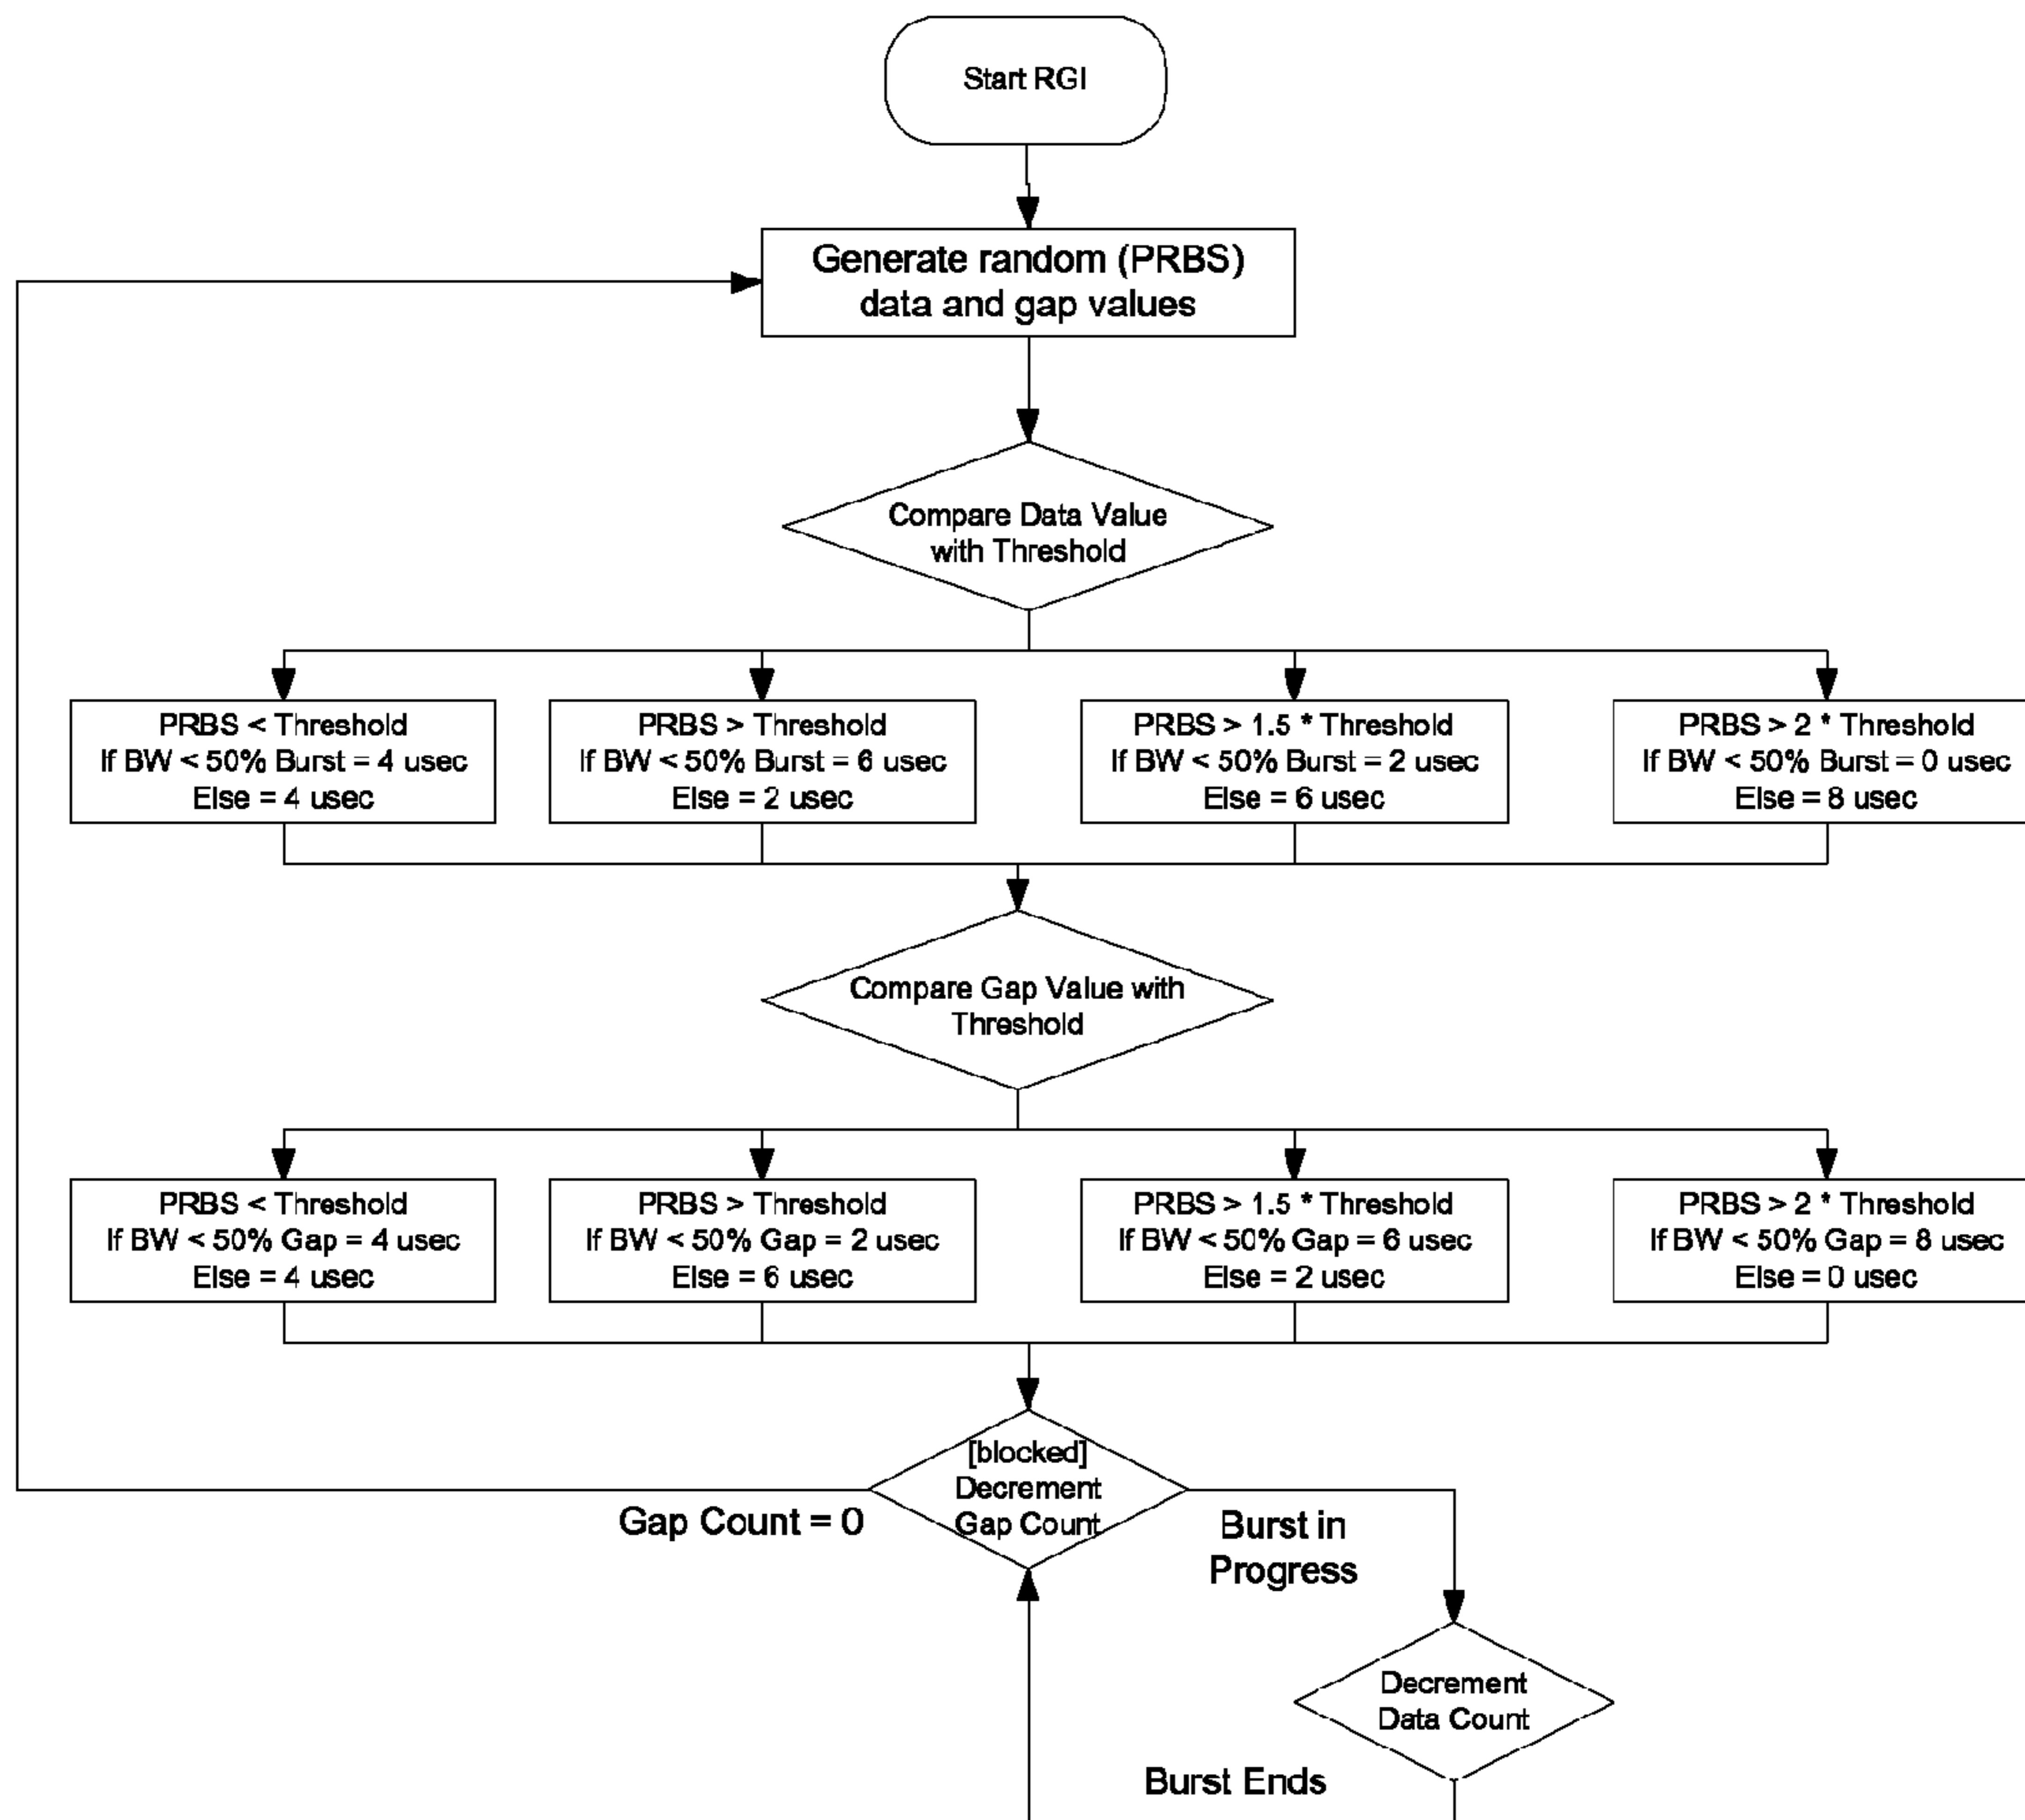 Start RGI
Generate random (PRBS)
data and gap values
Compare Data Value
with Threshold
PRBS < Threshold
If BW < 50% Burst = 4 usec
Else = 4 usec
PRBS > Threshold
If BW < 50% Burst = 6 usec
Else = 2 usec
PRBS > 1.5 * Threshold
If BW < 50% Burst = 2 usec
Else = 6 usec
PRBS > 2 * Threshold
If BW < 50% Burst = 0 usec
Else = 8 usec
Compare Gap Value with
Threshold
PRBS < Threshold
If BW < 50% Gap = 4 usec
Else = 4 usec
PRBS > Threshold
If BW < 50% Gap = 2 usec
Else = 6 usec
PRBS > 1.5 * Threshold
If BW < 50% Gap = 6 usec
Else = 2 usec
PRBS > 2 * Threshold
If BW < 50% Gap = 8 usec
Else = 0 usec
[blocked]
Decrement
Gap Count
Gap Count = 0
Burst in
Progress
Decrement
Data Count
Burst Ends